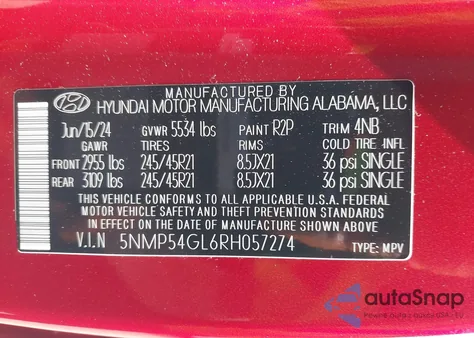 MANUFACTURED BY
HYUNDAI MOTOR MANUFACTURING ALABAMA, LLC
Jun/15/24 GVWR 5534 lbs PAINT R2P TRIM 4NB
GAWR TIRES RIMS COLD TIRE INFL
FRONT 2955 lbs 245/45R21 8.5JX21 36 psi SINGLE
REAR 3109 lbs 245/45R21 8.5JX21 36 psi SINGLE
THIS VEHICLE CONFORMS TO ALL APPLICABLE U.S. FEDERAL
MOTOR VEHICLE SAFETY AND THEFT PREVENTION STANDARDS
IN EFFECT ON THE DATE OF MANUFACTURE SHOWN ABOVE.
V.I.N 5NMP54GL6RH057274 TYPE: MPV
autoSnap